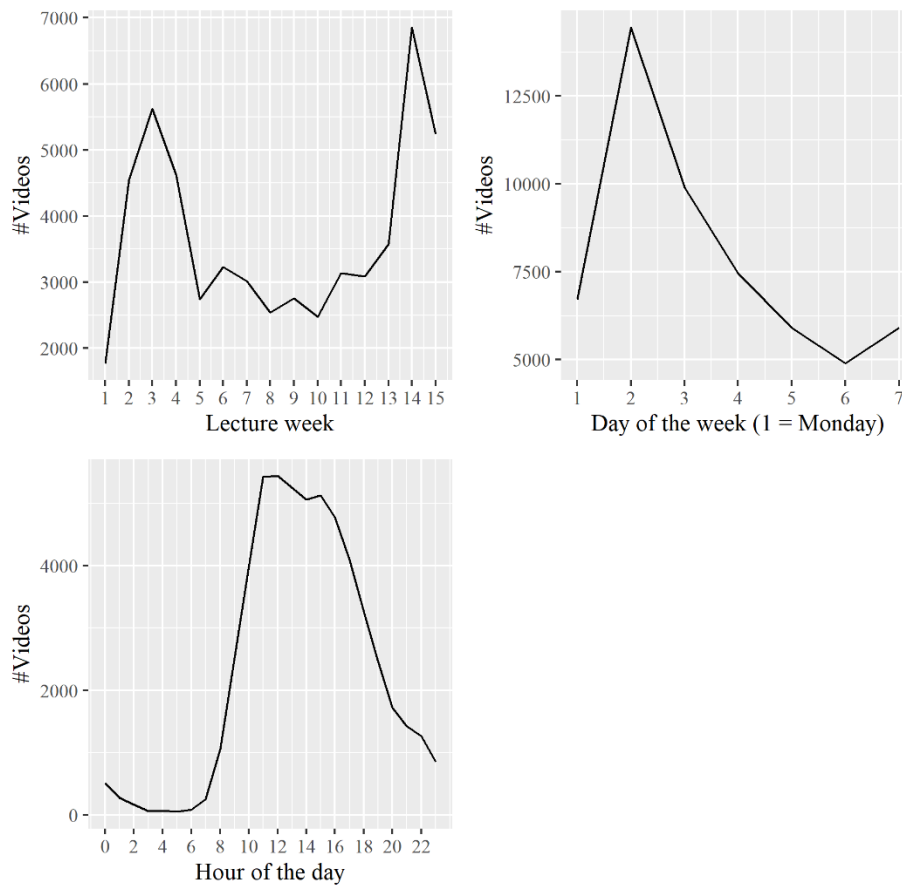 7000
6000
5000
4000
3000
2000
#Videos
1 2 3 4 5 6 7 8 9 10 11 12 13 14 15
Lecture week
12500
10000
7500
5000
#Videos
1 2 3 4 5 6 7
Day of the week (1 = Monday)
4000
2000
0
#Videos
0 2 4 6 8 10 12 14 16 18 20 22
Hour of the day